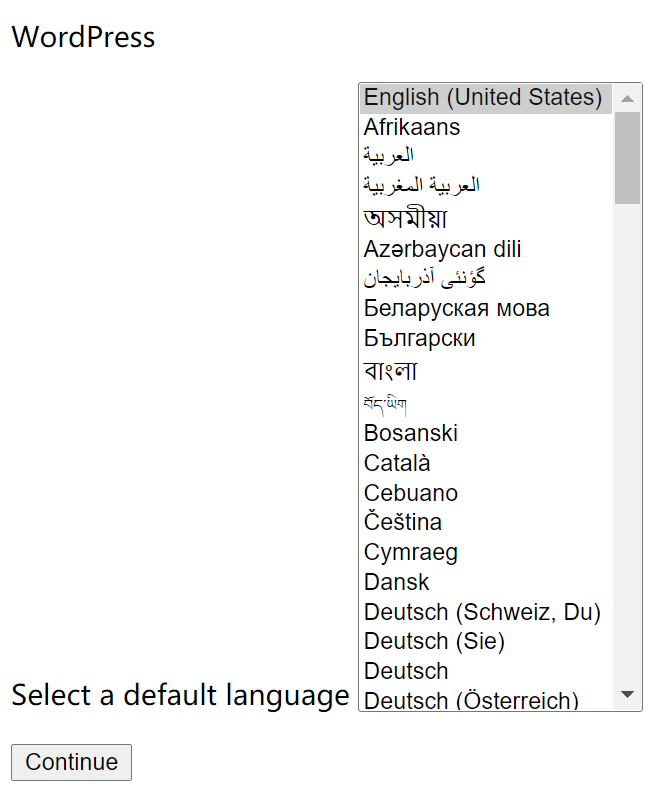 WordPress
English (United States)
Afrikaans
العربية
العربية المغربية
অসমীয়া
Azərbaycan dili
گؤنئی آذربایجان
Беларуская мова
Български
বাংলা
བོད་ཡིག
Bosanski
Català
Cebuano
Čeština
Cymraeg
Dansk
Deutsch (Schweiz, Du)
Deutsch (Sie)
Deutsch
Deutsch (Österreich)
Select a default language
Continue